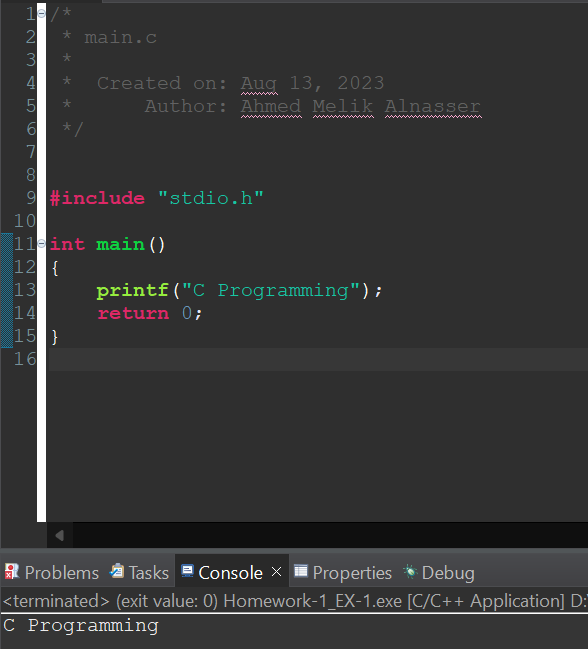 1 /*
2 * main.c
3 *
4 * Created on: Aug 13, 2023
5 * Author: Ahmed Melik Alnasser
6 */
7
8
9 #include "stdio.h"
10
11 int main()
12 {
13 printf("C Programming");
14 return 0;
15 }
16
Problems Tasks Console Properties Debug
<terminated> (exit value: 0) Homework-1_EX-1.exe [C/C++ Application] D:
C Programming